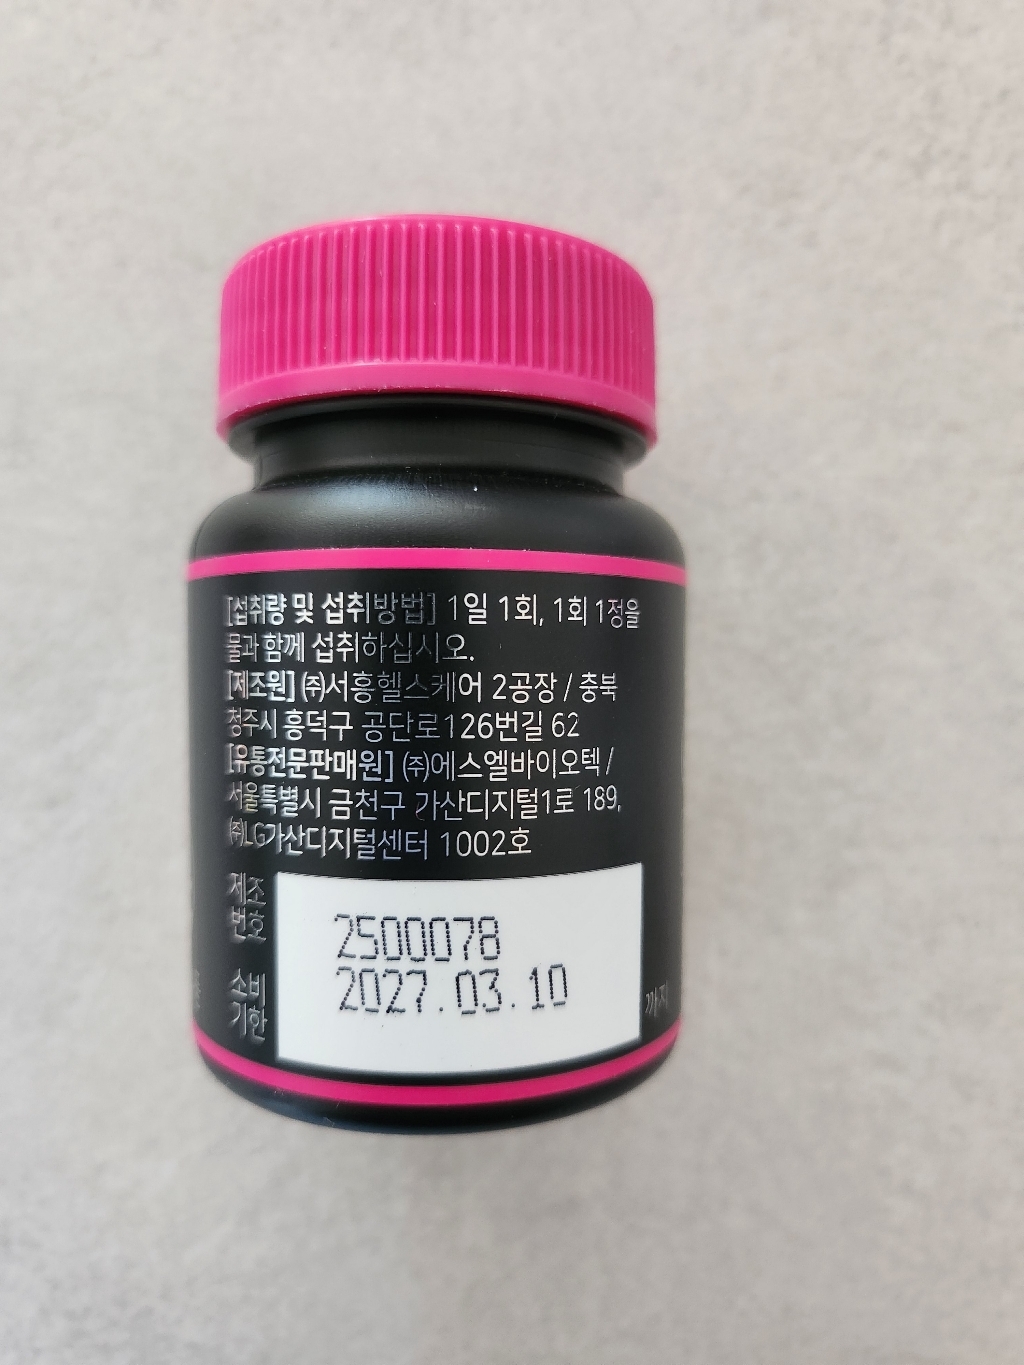 [섭취량 및 섭취방법] 1일 1회, 1회 1정을
물과 함께 섭취하십시오.
[제조원] ㈜서흥헬스케어 2공장 / 충북
청주시 흥덕구 공단로126번길 62
[유통전문판매원] ㈜에스엘바이오텍 /
서울특별시 금천구 가산디지털1로 189,
㈜LG가산디지털센터 1002호
제조
번호
2500078
소비
기한
2027.03.10
까지